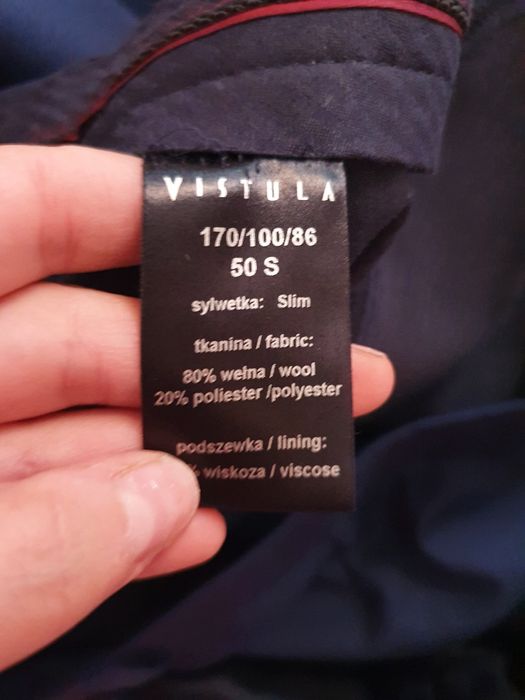 VISTULA
170/100/86
50 S
sylwetka: Slim
tkanina / fabric:
80% wełna / wool
20% poliester /polyester
podszewka / lining:
% wiskoza / viscose